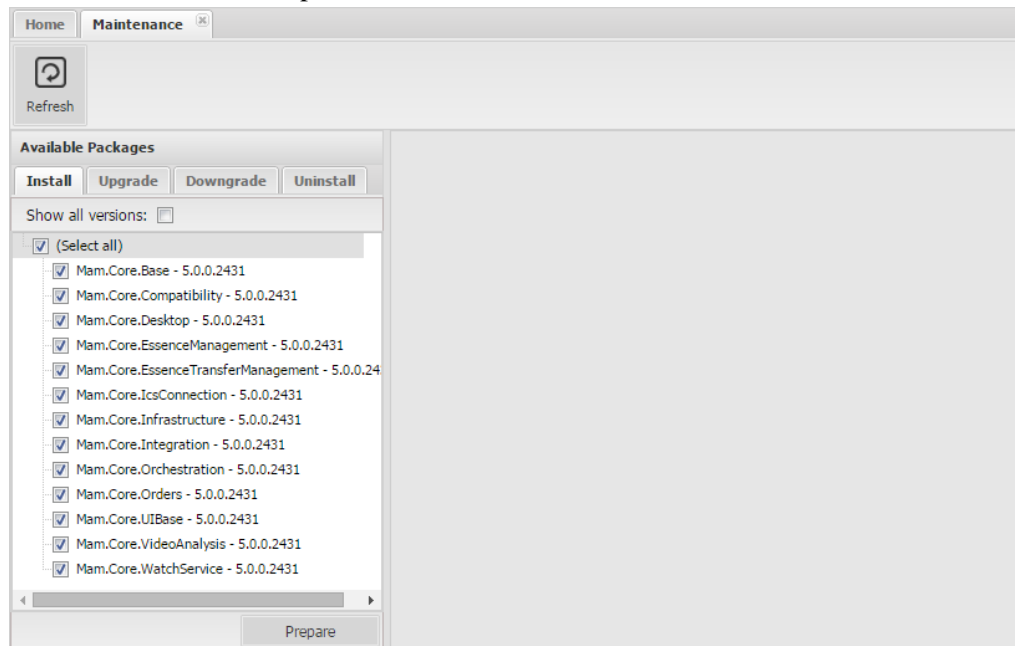 Home Maintenance
Refresh
Available Packages
Install Upgrade Downgrade Uninstall
Show all versions:
(Select all)
Mam.Core.Base - 5.0.0.2431
Mam.Core.Compatibility - 5.0.0.2431
Mam.Core.Desktop - 5.0.0.2431
Mam.Core.EssenceManagement - 5.0.0.2431
Mam.Core.EssenceTransferManagement - 5.0.0.24
Mam.Core.IcsConnection - 5.0.0.2431
Mam.Core.Infrastructure - 5.0.0.2431
Mam.Core.Integration - 5.0.0.2431
Mam.Core.Orchestration - 5.0.0.2431
Mam.Core.Orders - 5.0.0.2431
Mam.Core.UIBase - 5.0.0.2431
Mam.Core.VideoAnalysis - 5.0.0.2431
Mam.Core.WatchService - 5.0.0.2431
Prepare